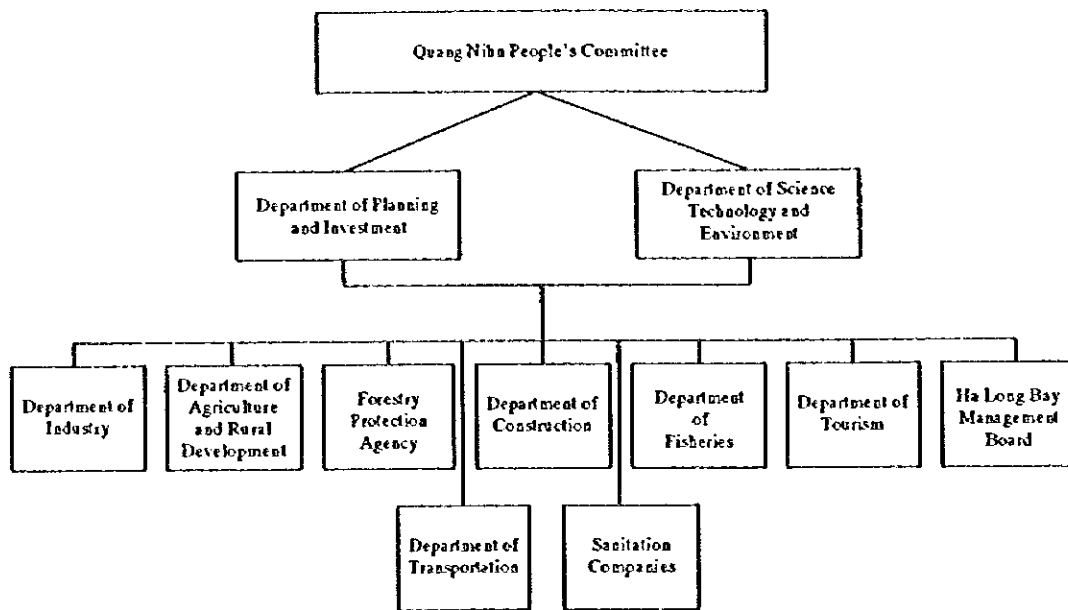 Quang Nihn People's Committee
Department of Planning
and Investment
Department of Science
Technology and
Environment
Department of
Industry
Department of
Agriculture
and Rural
Development
Forestry
Protection
Agency
Department of
Construction
Department
of
Fisheries
Department of
Tourism
Ha Long Bay
Management
Board
Department of
Transportation
Sanitation
Companies